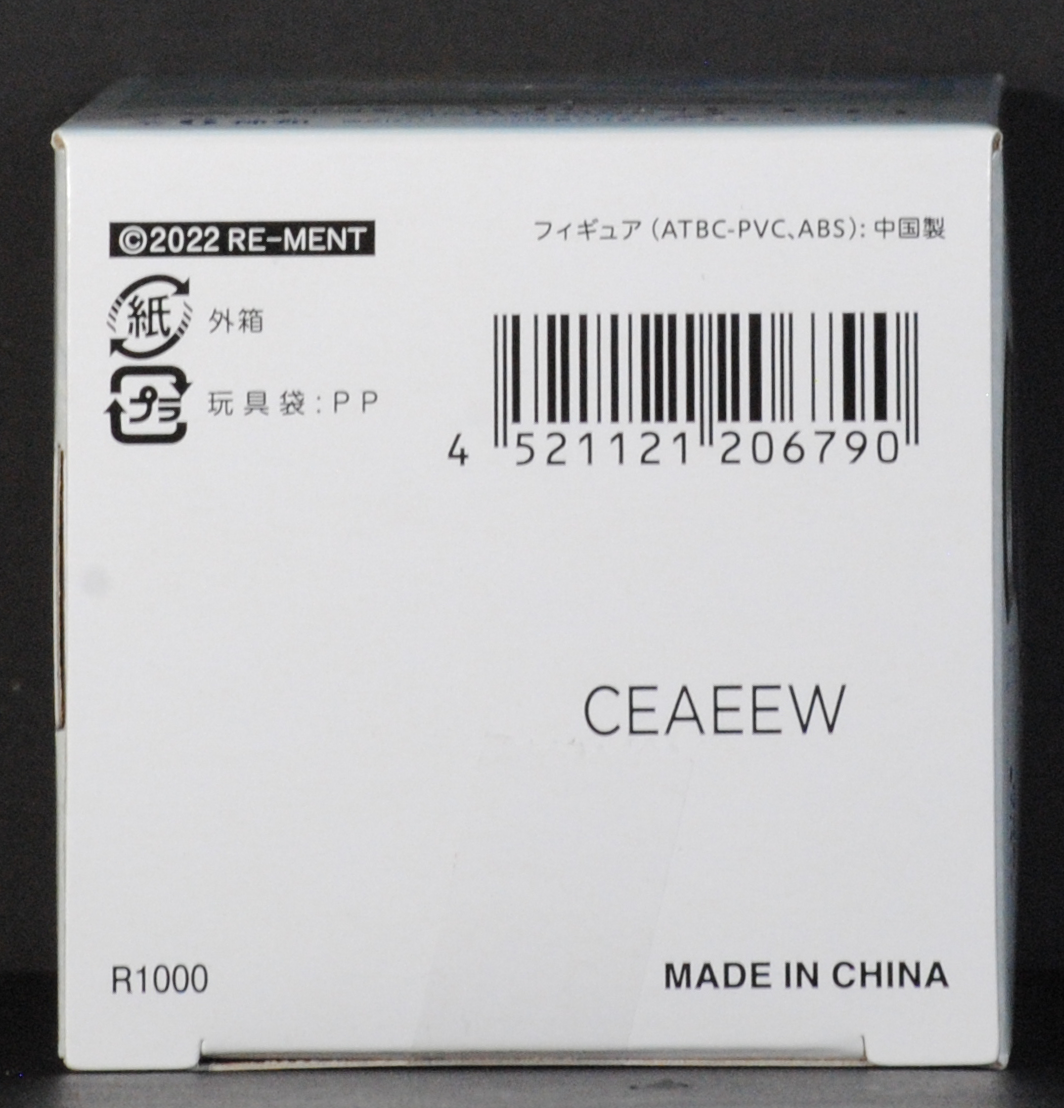 ©2022 RE-MENT
フィギュア（ATBC-PVC、ABS）：中国製
紙 外箱
プラ 玩具袋：PP
4 521121 206790
CEAEEW
R1000
MADE IN CHINA